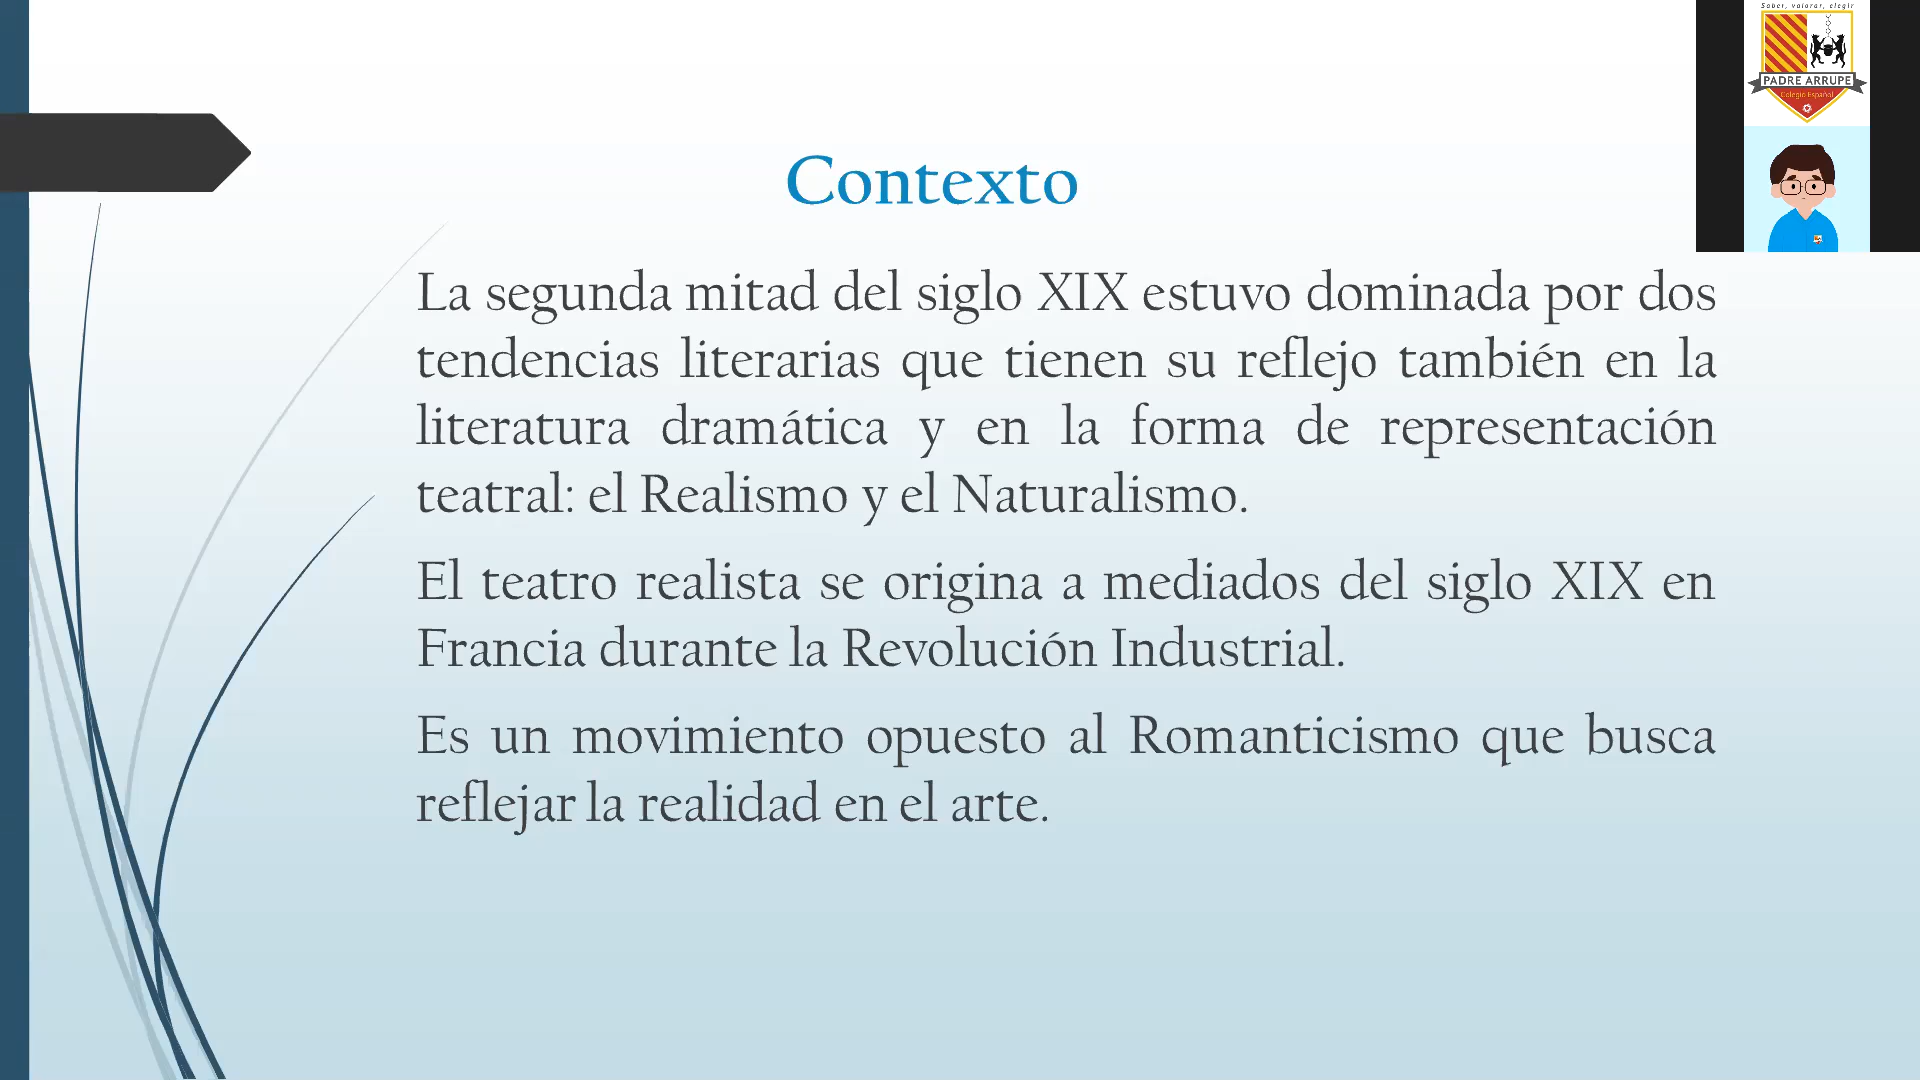 Saber, valorar, elegir
PADRE ARRUPE
Colegio Español
Contexto
La segunda mitad del siglo XIX estuvo dominada por dos
tendencias literarias que tienen su reflejo también en la
literatura dramática y en la forma de representación
teatral: el Realismo y el Naturalismo.
El teatro realista se origina a mediados del siglo XIX en
Francia durante la Revolución Industrial.
Es un movimiento opuesto al Romanticismo que busca
reflejar la realidad en el arte.